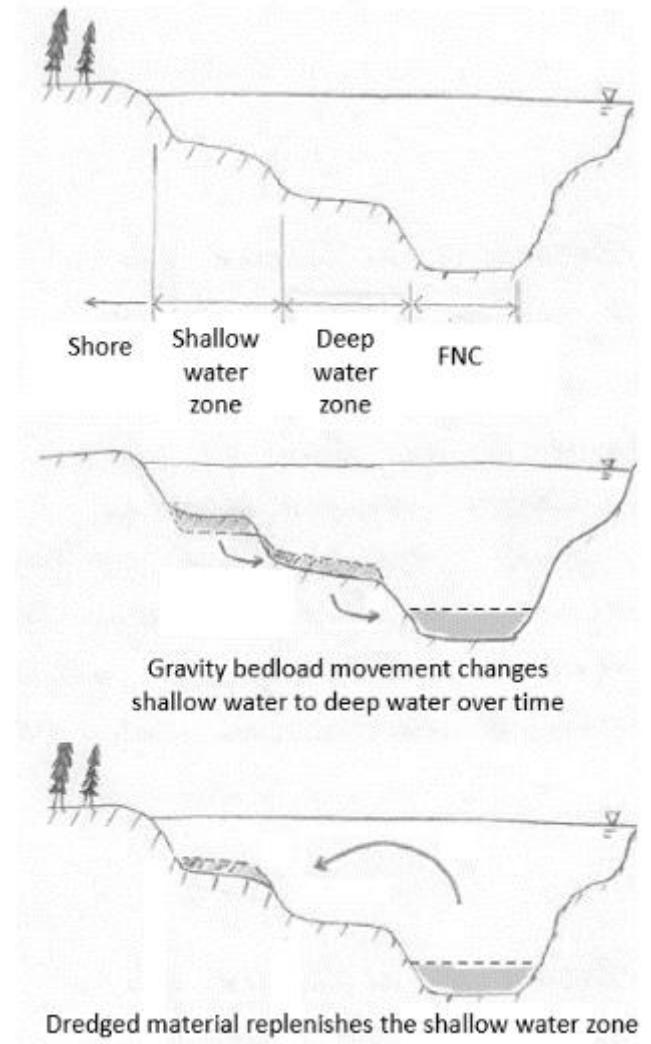 Shore
Shallow
water
zone
Deep
water
zone
FNC
Gravity bedload movement changes
shallow water to deep water over time
Dredged material replenishes the shallow water zone